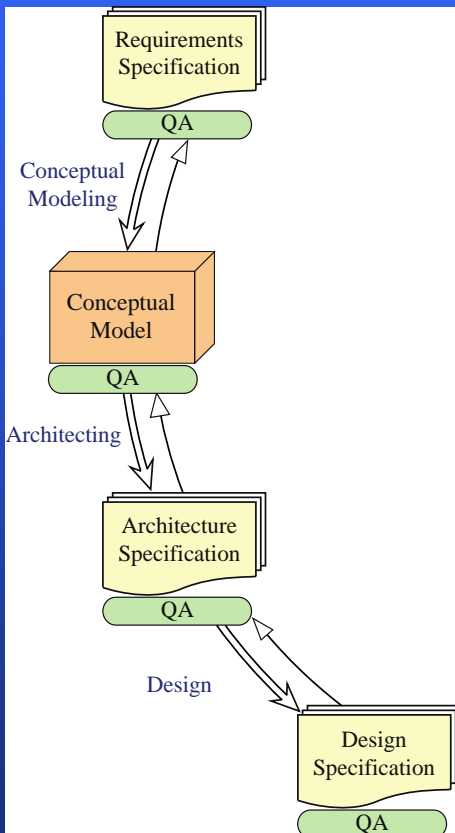 Requirements
Specification
QA
Conceptual
Modeling
Conceptual
Model
QA
Architecting
Architecture
Specification
QA
Design
Design
Specification
QA